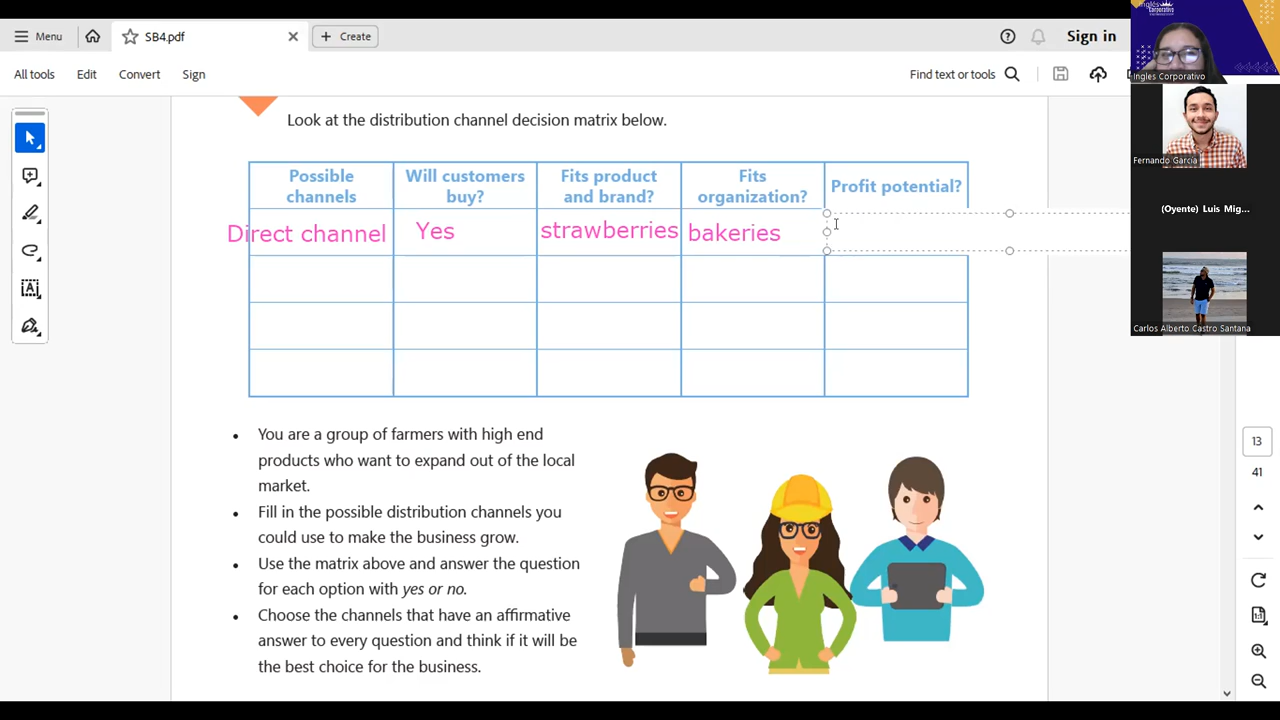 Menu
SB4.pdf
Create
Sign in
All tools
Edit
Convert
Sign
Find text or tools
Inglés
Corporativo
Ingles Corporativo
Fernando Garcia
(Oyente) Luis Mig...
Carlos Alberto Castro Santana
Look at the distribution channel decision matrix below.
Possible channels
Will customers buy?
Fits product and brand?
Fits organization?
Profit potential?
Direct channel
Yes
strawberries
bakeries
• You are a group of farmers with high end
products who want to expand out of the local
market.
• Fill in the possible distribution channels you
could use to make the business grow.
• Use the matrix above and answer the question
for each option with yes or no.
• Choose the channels that have an affirmative
answer to every question and think if it will be
the best choice for the business.
13
41